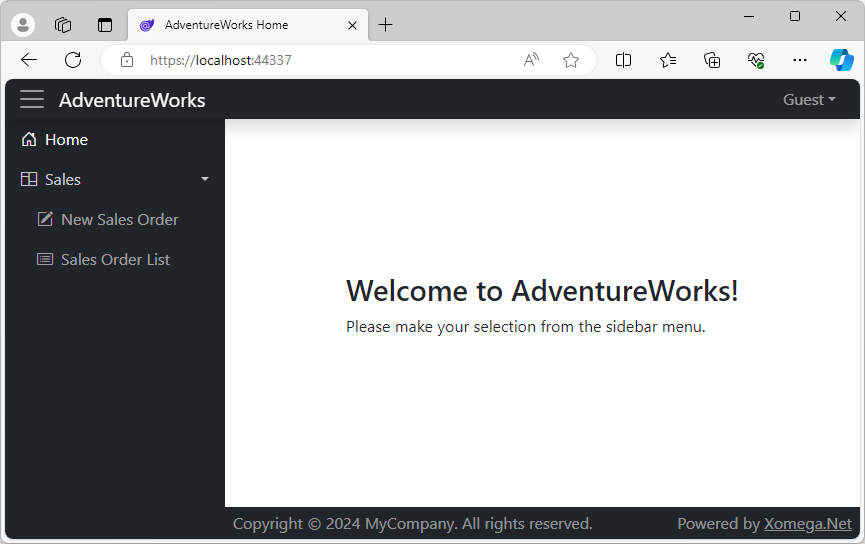 AdventureWorks Home
https://localhost:44337
AdventureWorks
Guest
Home
Sales
New Sales Order
Sales Order List
Welcome to AdventureWorks!
Please make your selection from the sidebar menu.
Copyright © 2024 MyCompany. All rights reserved.
Powered by Xomega.Net